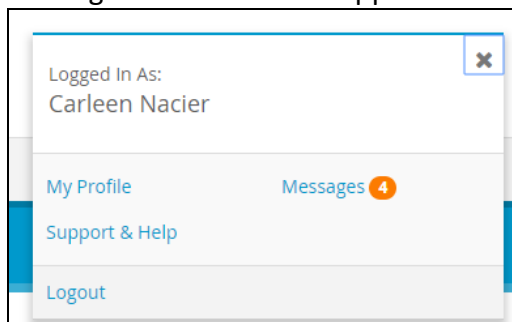 Logged In As:
Carleen Nacier
My Profile
Messages 4
Support & Help
Logout